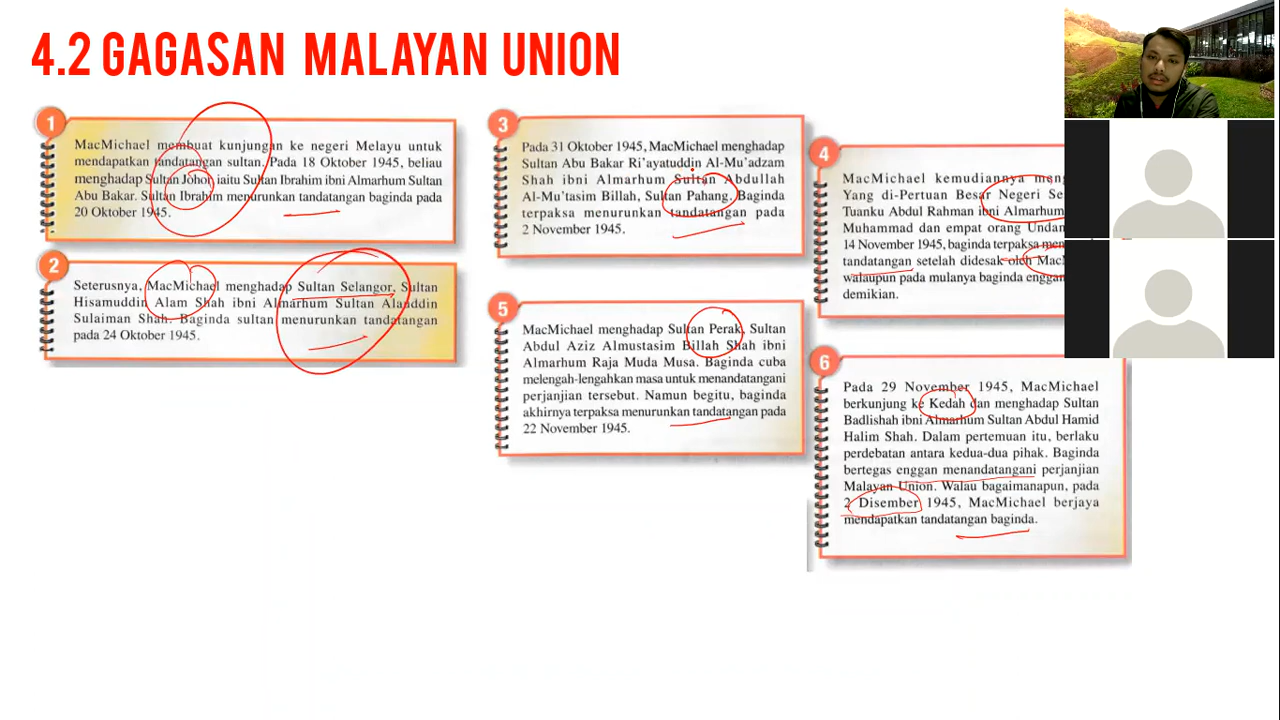 4.2 GAGASAN MALAYAN UNION
1
MacMichael membuat kunjungan ke negeri Melayu untuk
mendapatkan tandatangan sultan. Pada 18 Oktober 1945, beliau
menghadap Sultan Johor, iaitu Sultan Ibrahim ibni Almarhum Sultan
Abu Bakar. Sultan Ibrahim menurunkan tandatangan baginda pada
20 Oktober 1945.
2
Seterusnya, MacMichael menghadap Sultan Selangor, Sultan
Hisamuddin Alam Shah ibni Almarhum Sultan Alauddin
Sulaiman Shah. Baginda sultan menurunkan tandatangan
pada 24 Oktober 1945.
3
Pada 31 Oktober 1945, MacMichael menghadap
Sultan Abu Bakar Ri'ayatuddin Al-Mu'adzam
Shah ibni Almarhum Sultan Abdullah
Al-Mu'tasim Billah, Sultan Pahang. Baginda
terpaksa menurunkan tandatangan pada
2 November 1945.
4
MacMichael kemudiannya
Yang di-Pertuan Besar Negeri
Tuanku Abdul Rahman ibni Almarhum
Muhammad dan empat orang
14 November 1945, baginda terpaksa
tandatangan setelah didesak oleh
walaupun pada mulanya baginda
demikian.
5
MacMichael menghadap Sultan Perak, Sultan
Abdul Aziz Almustasim Billah Shah ibni
Almarhum Raja Muda Musa. Baginda cuba
melengah-lengahkan masa untuk menandatangani
perjanjian tersebut. Namun begitu, baginda
akhirnya terpaksa menurunkan tandatangan pada
22 November 1945.
6
Pada 29 November 1945, MacMichael
berkunjung ke Kedah dan menghadap Sultan
Badlishah ibni Almarhum Sultan Abdul Hamid
Halim Shah. Dalam pertemuan itu, berlaku
perdebatan antara kedua-dua pihak. Baginda
bertegas enggan menandatangani perjanjian
Malayan Union. Walau bagaimanapun, pada
2 Disember 1945, MacMichael berjaya
mendapatkan tandatangan baginda.